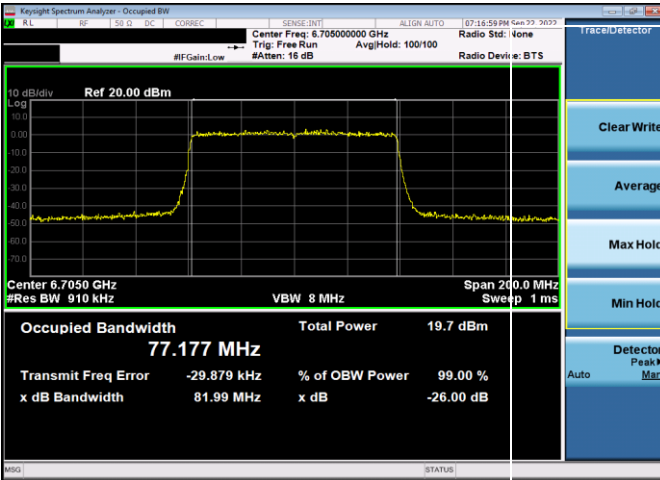 Keysight Spectrum Analyzer - Occupied BW
RL RF 50 Ω DC CORREC SENSE:INT ALIGN AUTO 07:16:59 PM Sep 22, 2022
Center Freq: 6.705000000 GHz Radio Std: None
Trig: Free Run Avg|Hold: 100/100
#IFGain:Low #Atten: 16 dB Radio Device: BTS
Trace/Detector
10 dB/div Ref 20.00 dBm
Log
10.0
0.00
-10.0
-20.0
-30.0
-40.0
-50.0
-60.0
-70.0
Center 6.7050 GHz Span 200.0 MHz
#Res BW 910 kHz VBW 8 MHz Sweep 1 ms
Occupied Bandwidth Total Power 19.7 dBm
77.177 MHz
Transmit Freq Error -29.879 kHz % of OBW Power 99.00 %
x dB Bandwidth 81.99 MHz x dB -26.00 dB
Clear Write
Average
Max Hold
Min Hold
Detector
Peak
Auto Man
MSG STATUS